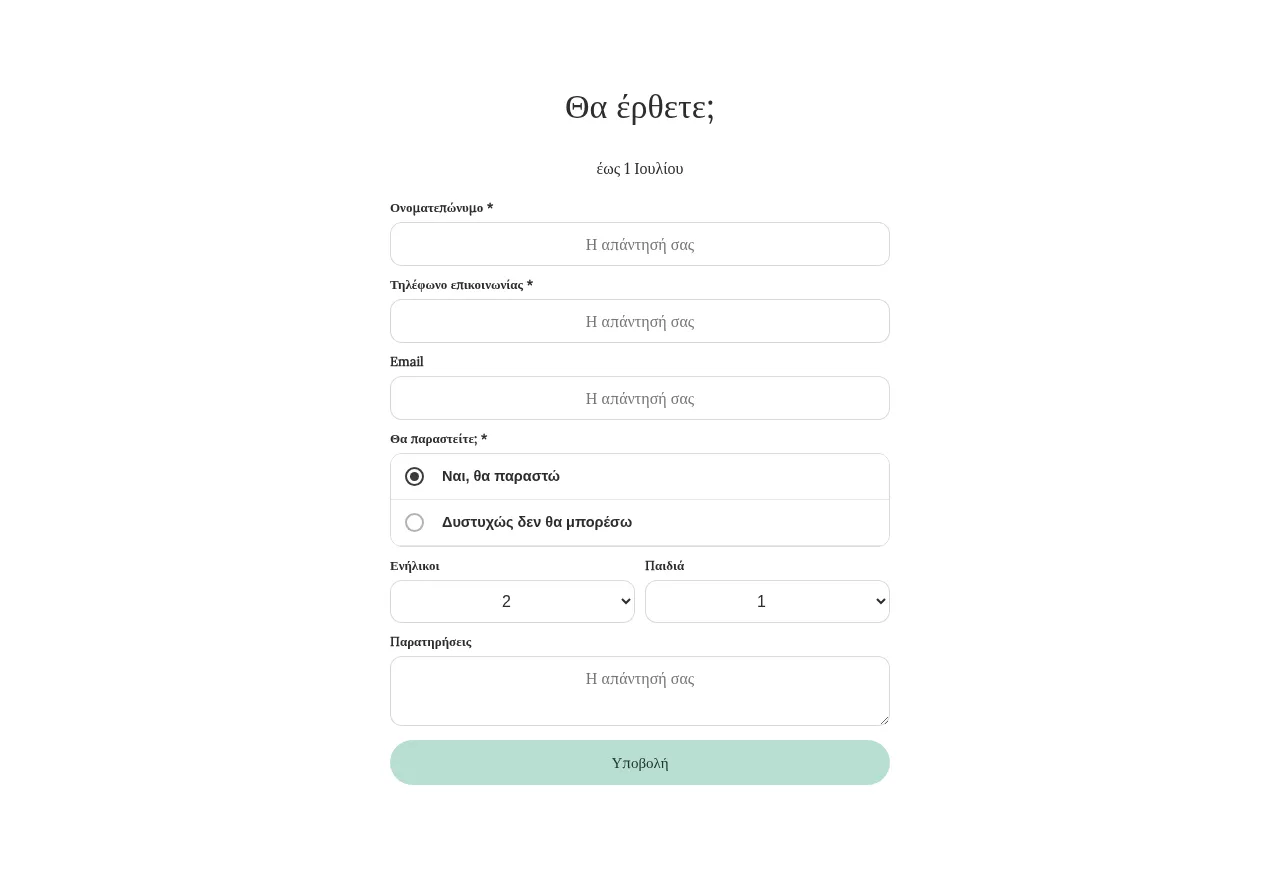 Θα έρθετε;
έως 1 Ιουλίου
Ονοματεπώνυμο *
Η απάντησή σας
Τηλέφωνο επικοινωνίας *
Η απάντησή σας
Email
Η απάντησή σας
Θα παραστείτε; *
Ναι, θα παραστώ
Δυστυχώς δεν θα μπορέσω
Ενήλικοι Παιδιά
2 1
Παρατηρήσεις
Η απάντησή σας
Υποβολή